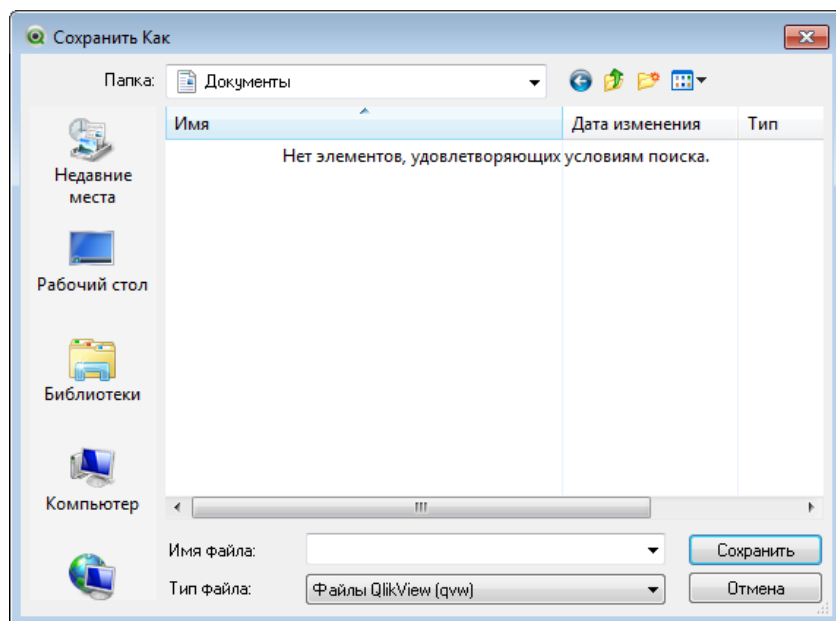 Сохранить Как
Папка:
Документы
Имя
Дата изменения
Тип
Нет элементов, удовлетворяющих условиям поиска.
Недавние
места
Рабочий стол
Библиотеки
Компьютер
Имя файла:
Сохранить
Тип файла:
Файлы QlikView (qvw)
Отмена